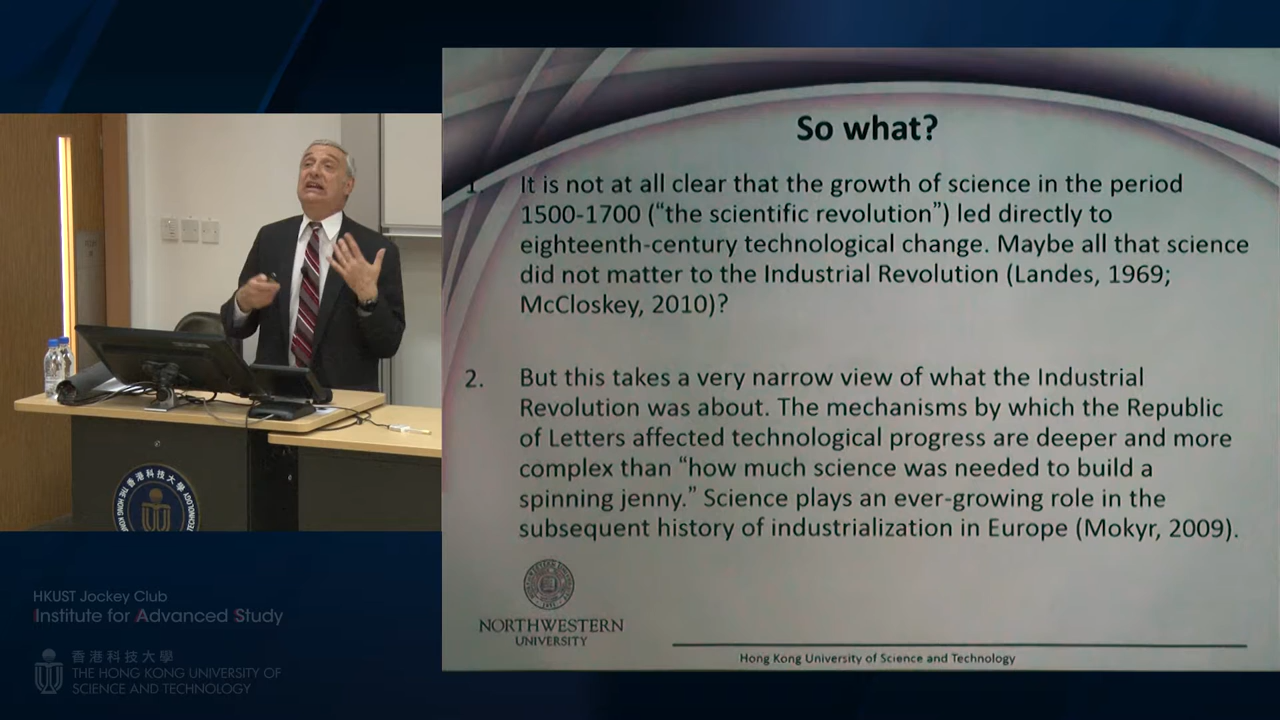 So what?
1. It is not at all clear that the growth of science in the period
1500-1700 (“the scientific revolution”) led directly to
eighteenth-century technological change. Maybe all that science
did not matter to the Industrial Revolution (Landes, 1969;
McCloskey, 2010)?
2. But this takes a very narrow view of what the Industrial
Revolution was about. The mechanisms by which the Republic
of Letters affected technological progress are deeper and more
complex than “how much science was needed to build a
spinning jenny.” Science plays an ever-growing role in the
subsequent history of industrialization in Europe (Mokyr, 2009).
NORTHWESTERN
UNIVERSITY
Hong Kong University of Science and Technology
香港科技大學
HKUST Jockey Club
Institute for Advanced Study
香港科技大學
THE HONG KONG UNIVERSITY OF
SCIENCE AND TECHNOLOGY